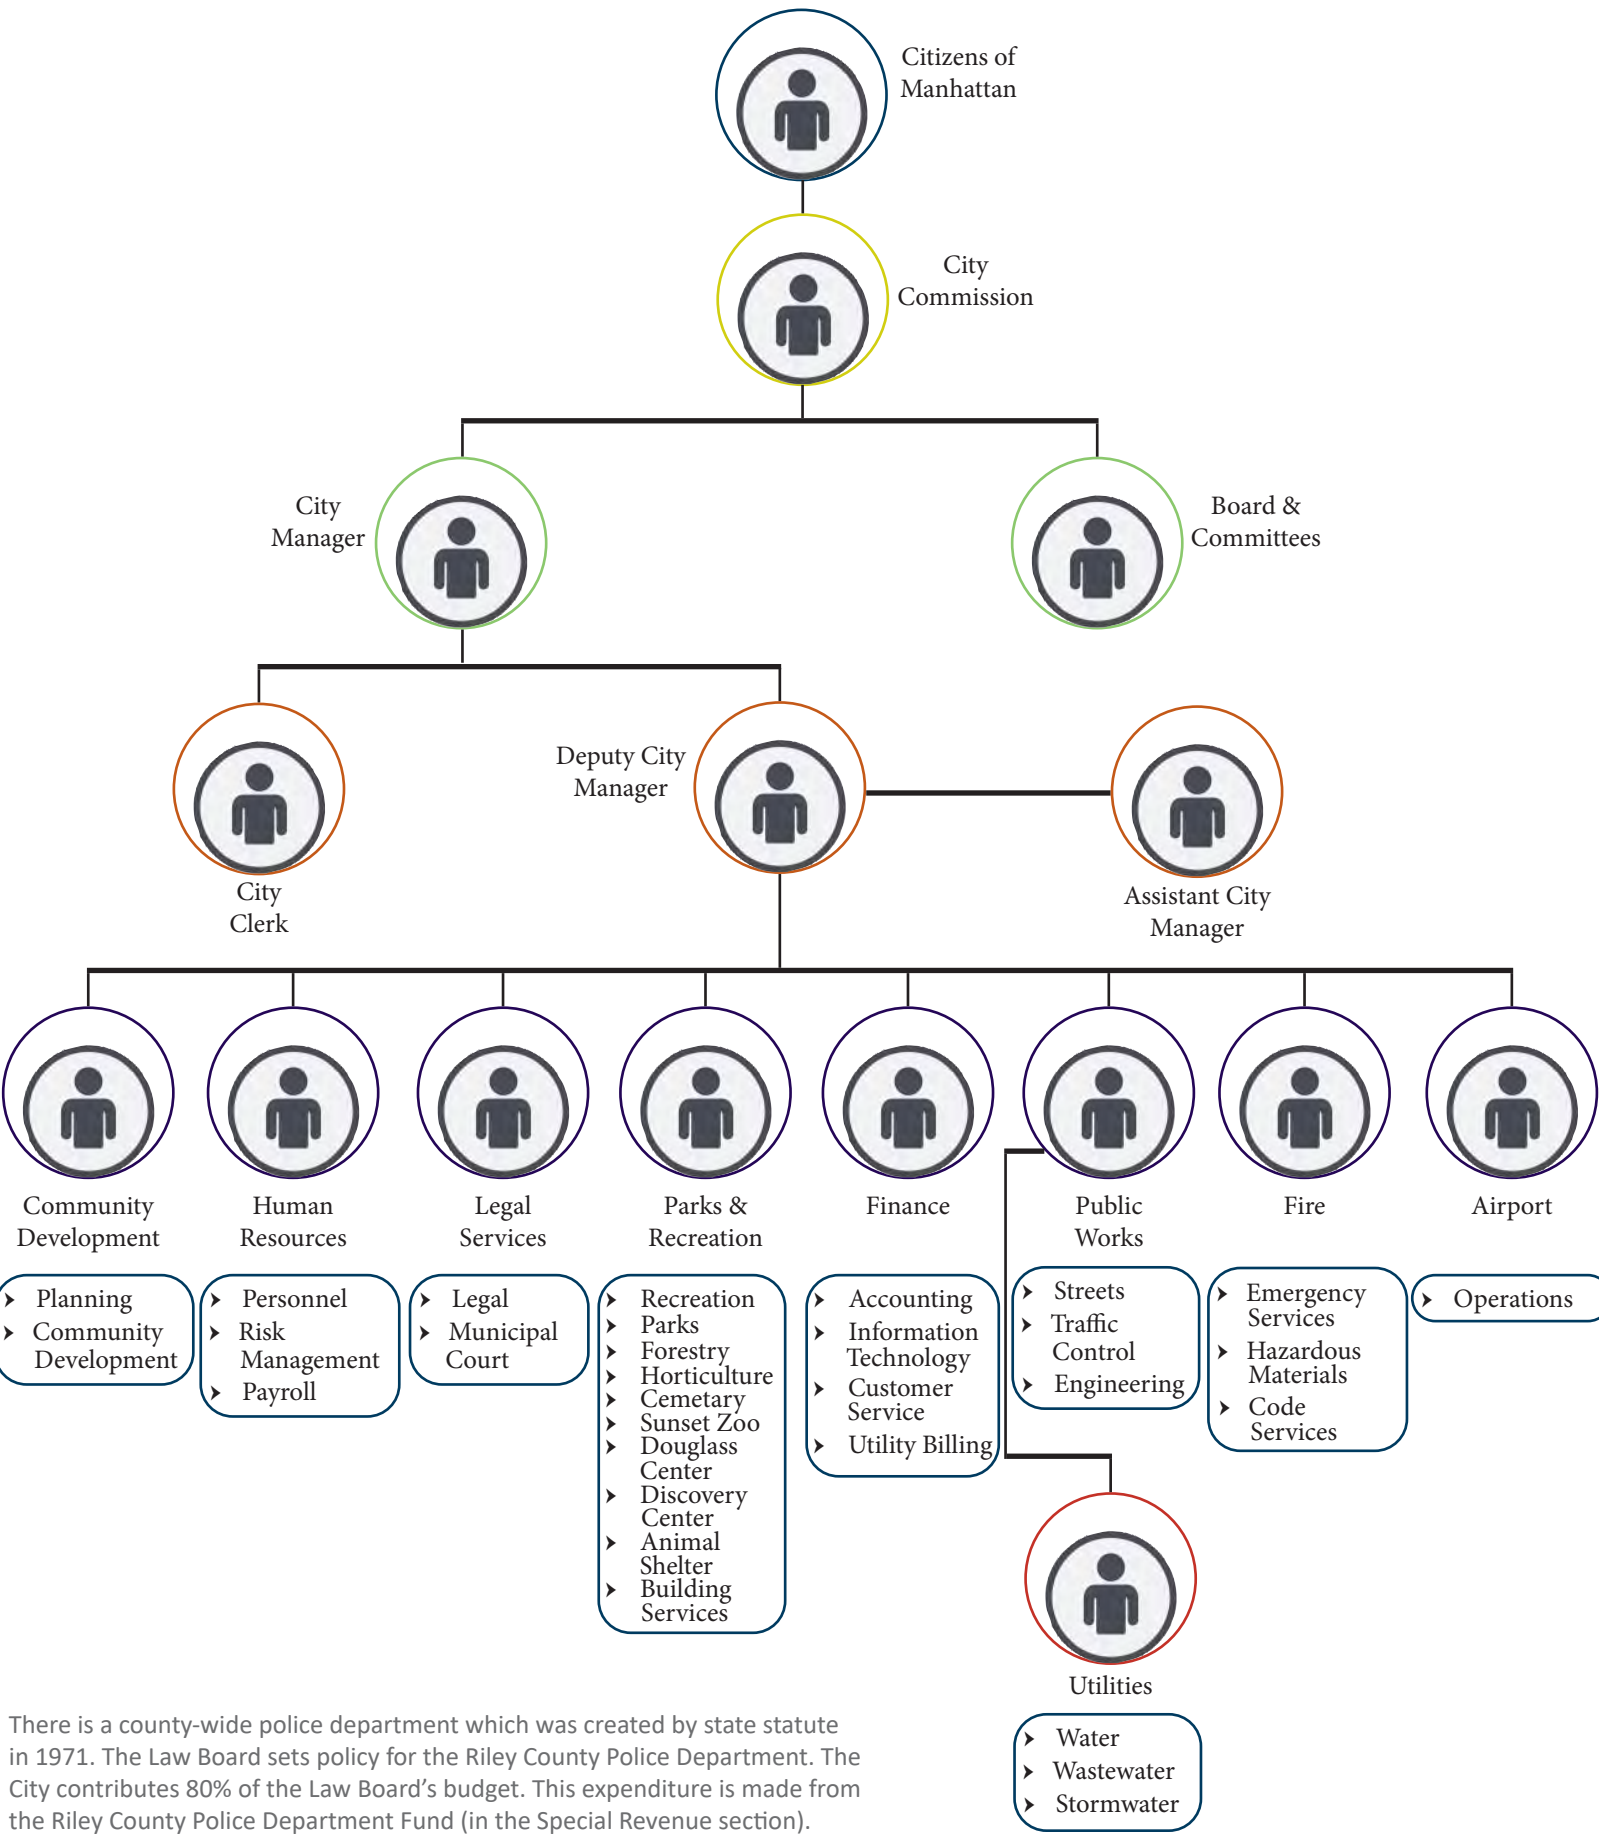 Citizens of
Manhattan
City
Commission
City
Manager
Board &
Committees
Deputy City
Manager
City
Clerk
Assistant City
Manager
Community
Development
➤ Planning
➤ Community
Development
Human
Resources
➤ Personnel
➤ Risk
Management
➤ Payroll
Legal
Services
➤ Legal
➤ Municipal
Court
Parks &
Recreation
➤ Recreation
➤ Parks
➤ Forestry
➤ Horticulture
➤ Cemetary
➤ Sunset Zoo
➤ Douglass
Center
➤ Discovery
Center
➤ Animal
Shelter
➤ Building
Services
Finance
➤ Accounting
➤ Information
Technology
➤ Customer
Service
➤ Utility Billing
Public
Works
➤ Streets
➤ Traffic
Control
➤ Engineering
Fire
➤ Emergency
Services
➤ Hazardous
Materials
➤ Code
Services
Airport
➤ Operations
Utilities
➤ Water
➤ Wastewater
➤ Stormwater
There is a county-wide police department which was created by state statute
in 1971. The Law Board sets policy for the Riley County Police Department. The
City contributes 80% of the Law Board’s budget. This expenditure is made from
the Riley County Police Department Fund (in the Special Revenue section).